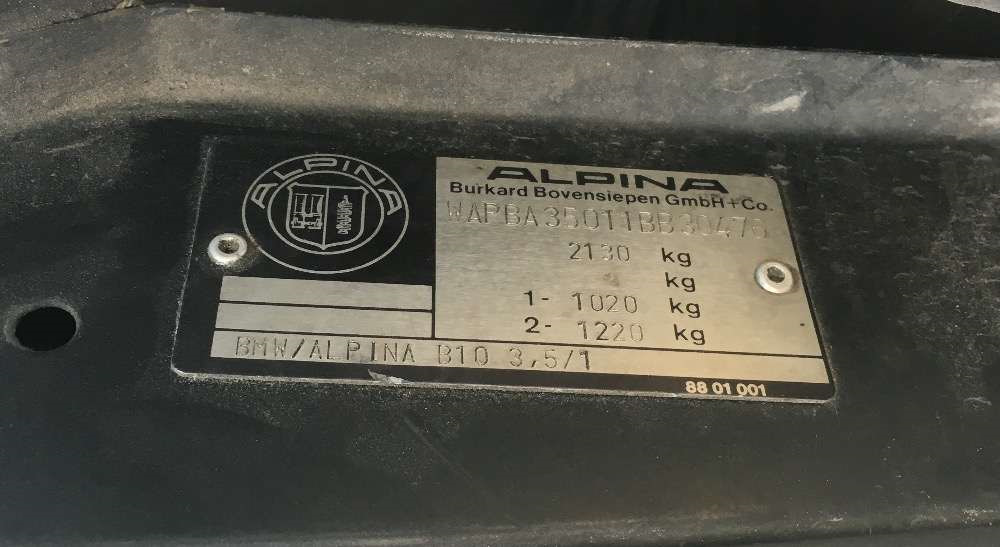 ALPINA
ALPINA
Burkard Bovensiepen GmbH+Co.
WAPBA35011BB30476
2130 kg
kg
1- 1020 kg
2- 1220 kg
BMW/ALPINA B10 3,5/1
88 01 001